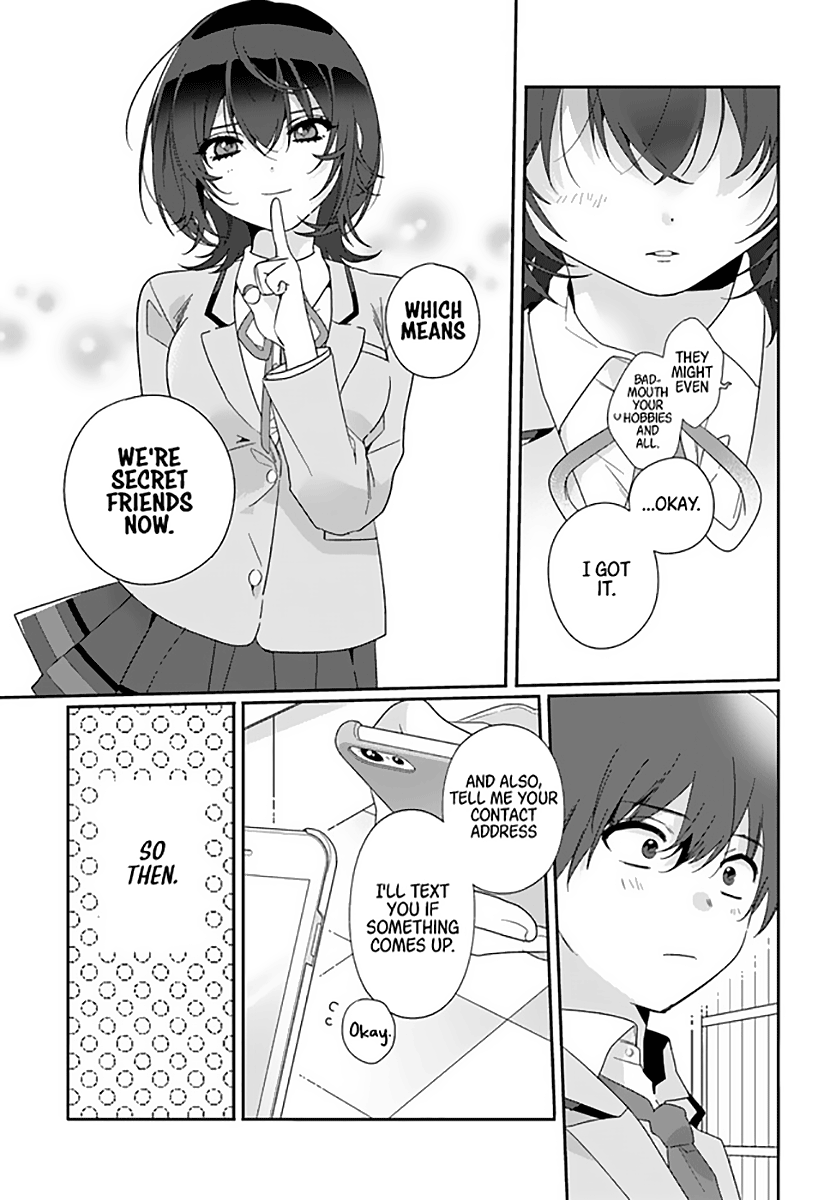 THEY
MIGHT
EVEN
BAD-
MOUTH
YOUR
HOBBIES
AND
ALL.
...OKAY.
I GOT
IT.
WHICH
MEANS
WE'RE
SECRET
FRIENDS
NOW.
AND ALSO,
TELL ME YOUR
CONTACT
ADDRESS
I'LL TEXT
YOU IF
SOMETHING
COMES UP.
Okay.
SO
THEN.